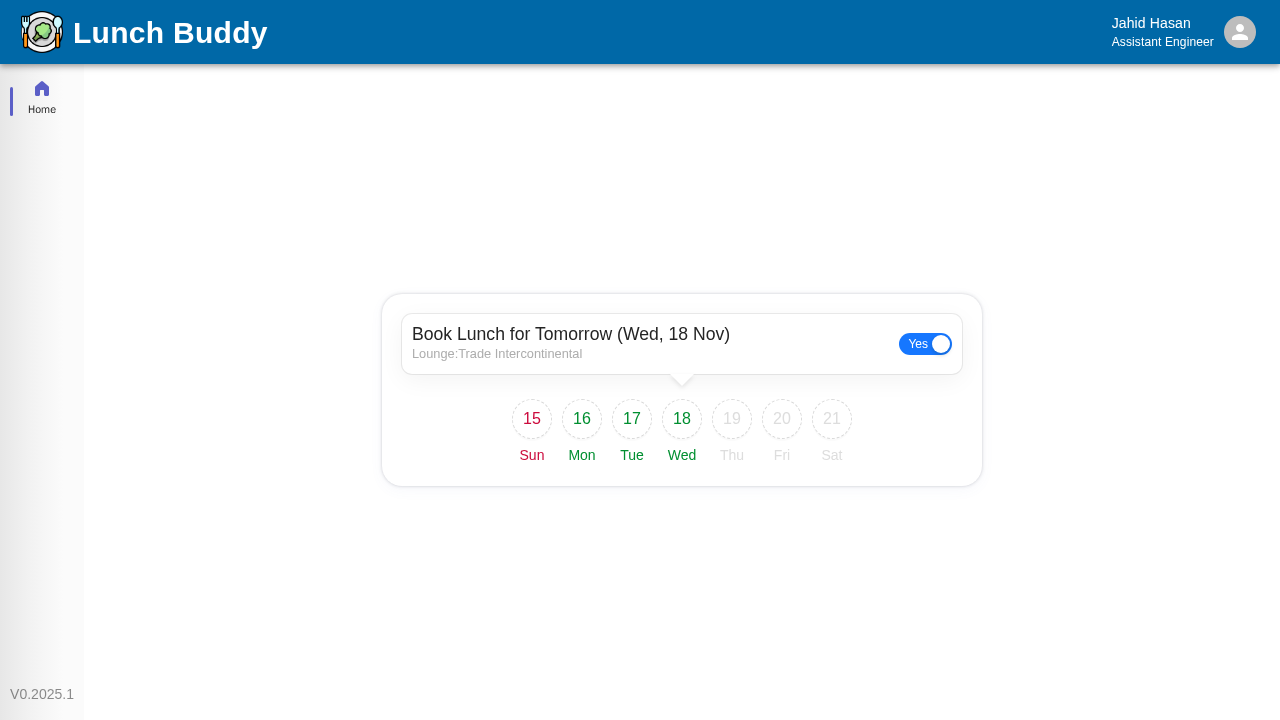 Lunch Buddy
Jahid Hasan
Assistant Engineer
Home
Book Lunch for Tomorrow (Wed, 18 Nov)
Lounge:Trade Intercontinental
Yes
15 16 17 18 19 20 21
Sun Mon Tue Wed Thu Fri Sat
V0.2025.1